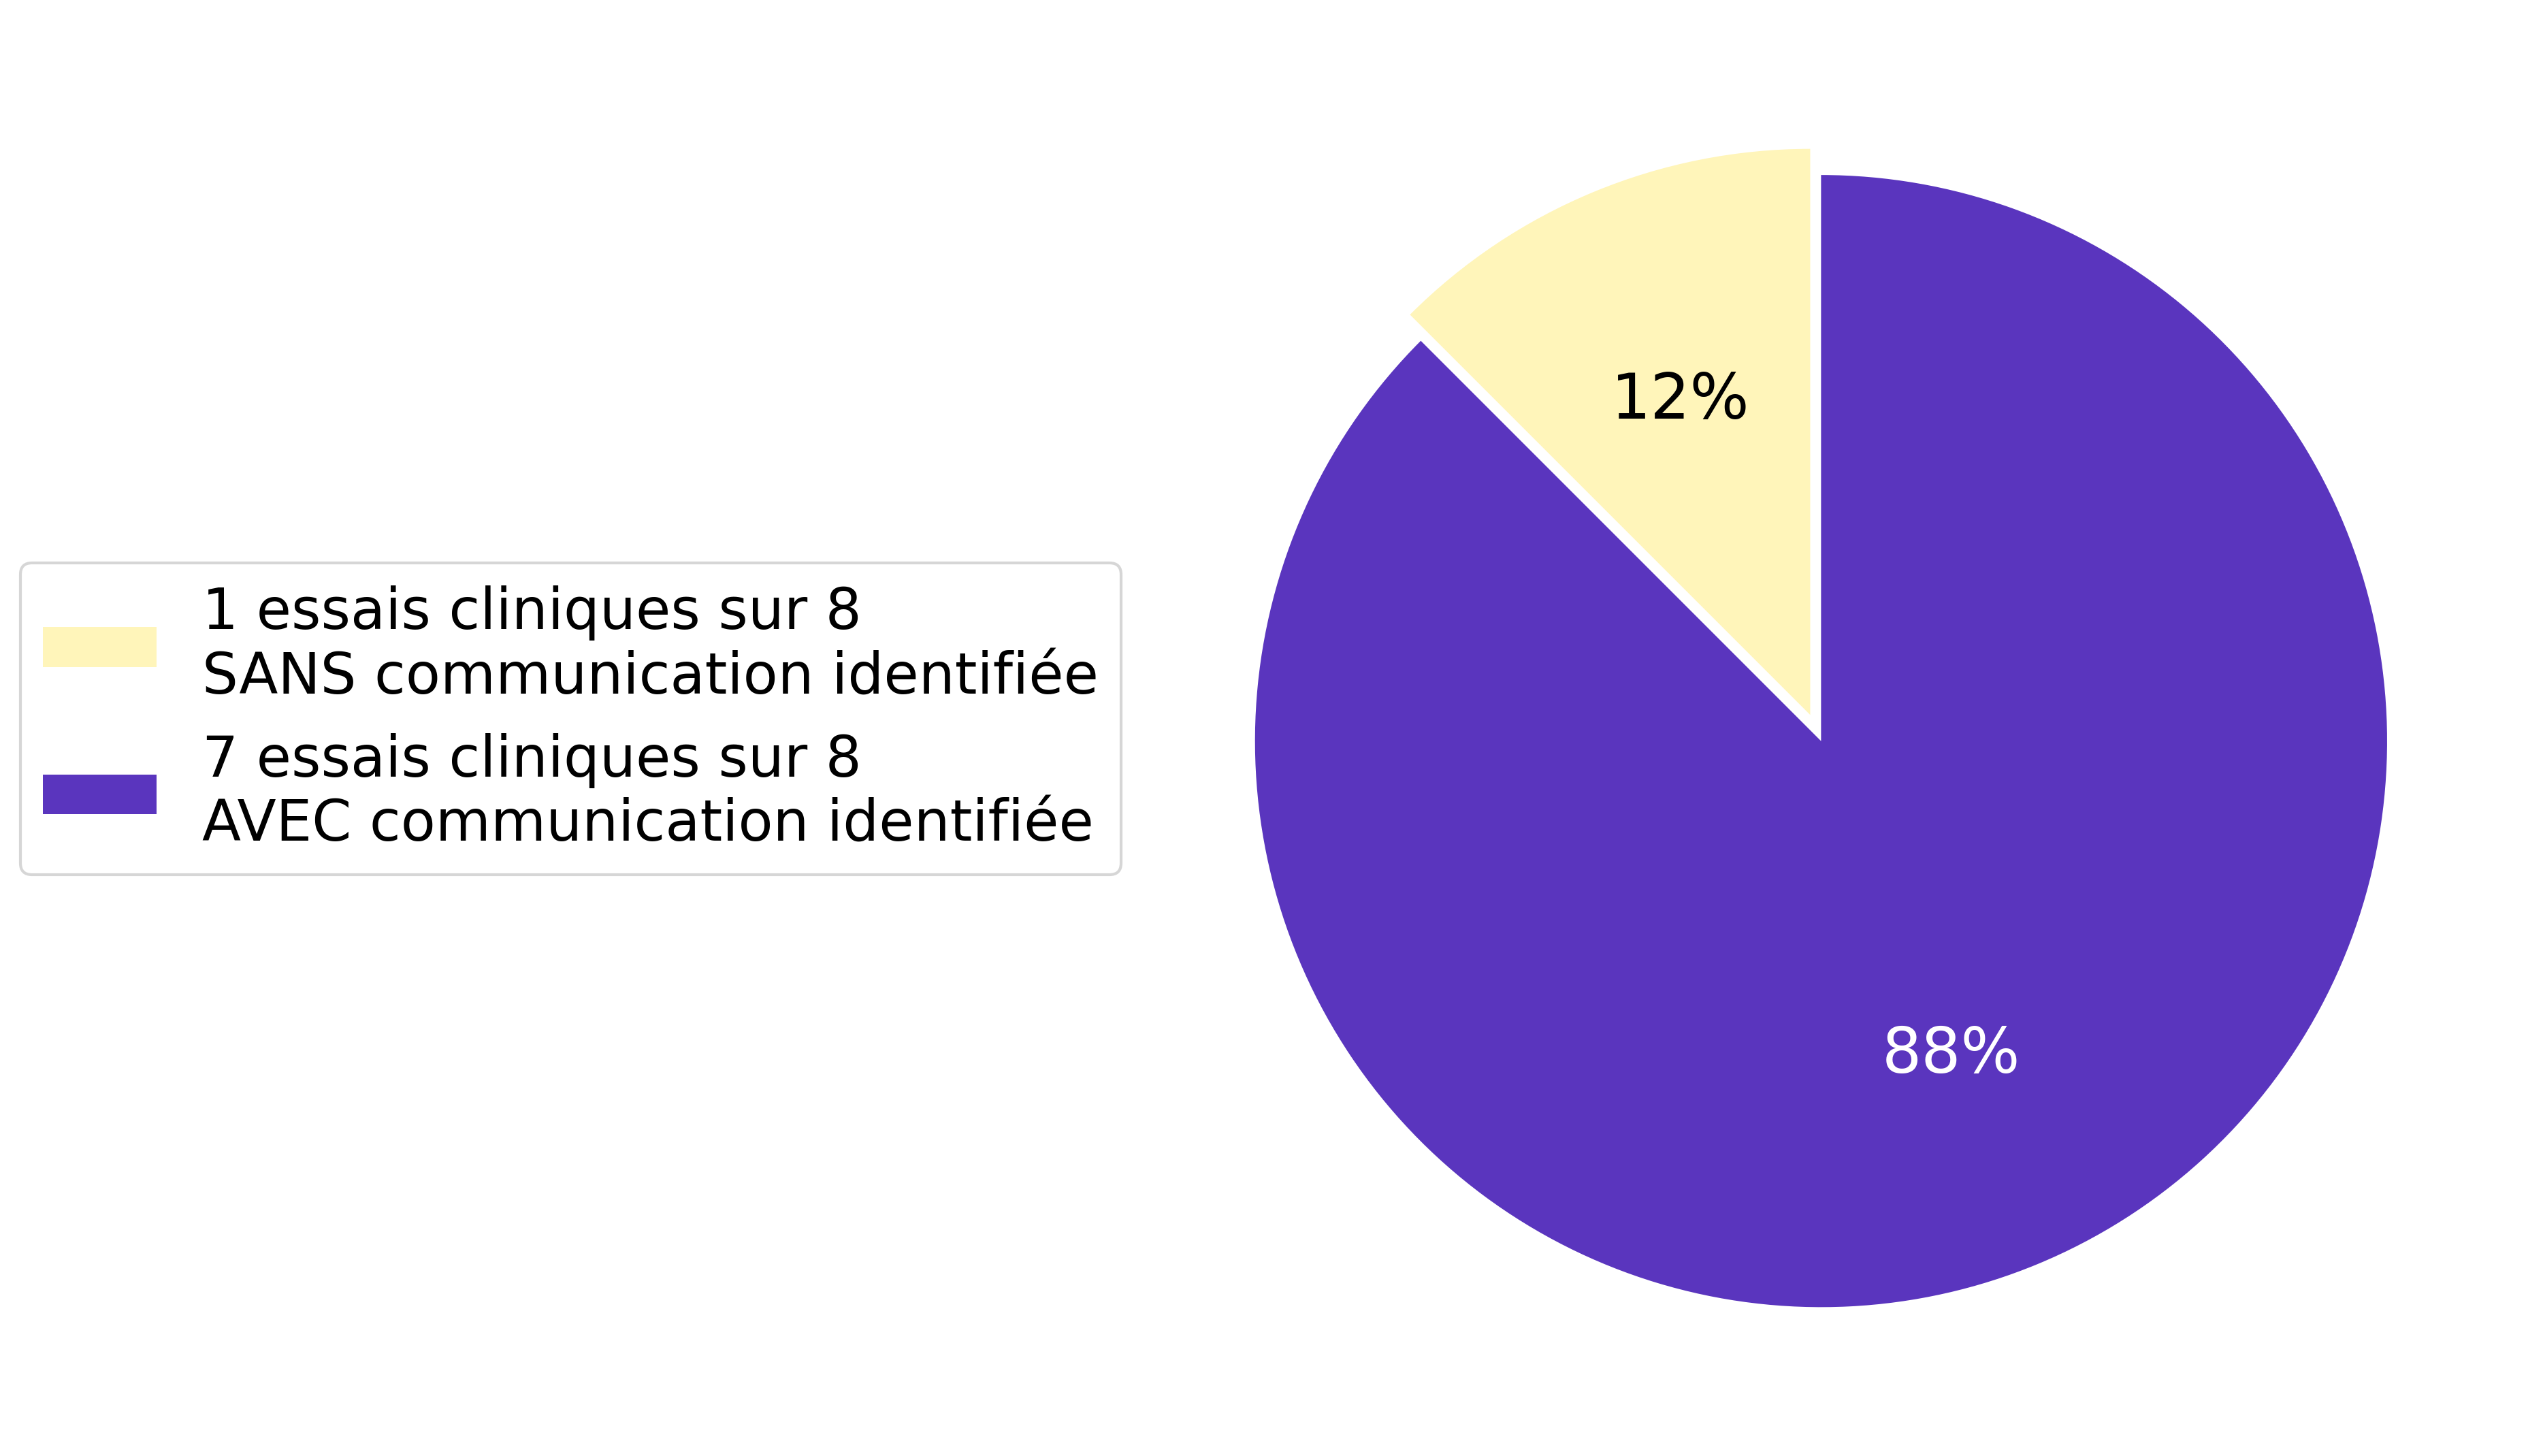 1 essais cliniques sur 8
SANS communication identifiée
7 essais cliniques sur 8
AVEC communication identifiée
12%
88%